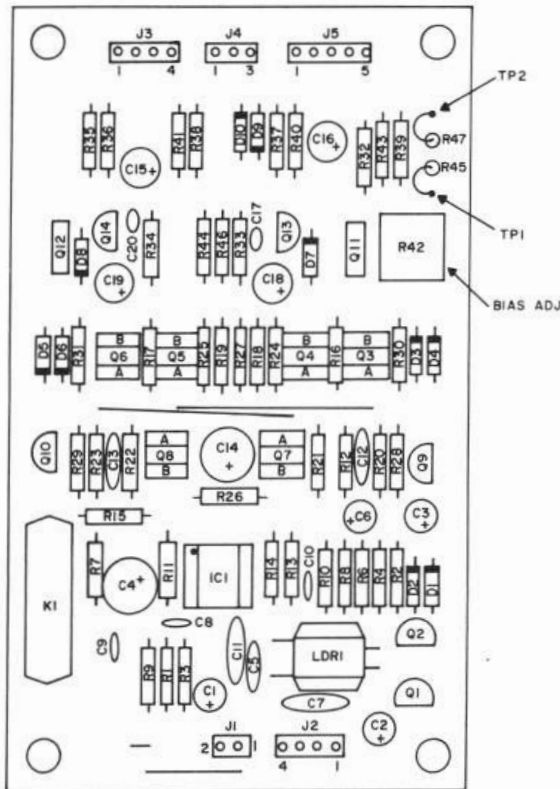 J3 J4 J5
1 4 1 3 1 5
TP2
R35 R36 R41 R38 D10 D9 R37 R40 C16+ R32 R43 R39 R47
C15+ R45
TP1
Q12 D8 Q14 C20 R34 R44 R46 R33 C17 Q13 D7 Q11 R42
C19 + C18 +
BIAS ADJ
D5 D6 R31 B Q6 A R17 B Q5 A R25 R19 R27 R18 R24 B Q4 A R16 B Q3 A R30 D3 D4
Q10 R29 R23 C13 R22 A Q8 B C14 + A Q7 B R21 R12 C12 R20 R28 Q9
R26
R15 +C6 C3 +
K1 R7 C4+ R11 IC1 R14 R13 C10 R10 R8 R6 R4 R2 D2 D1
C9 C8 C11 C5 LDR1 Q2
R9 R1 R3 C1 + C7 Q1
J1 J2 C2 +
2 1 4 1